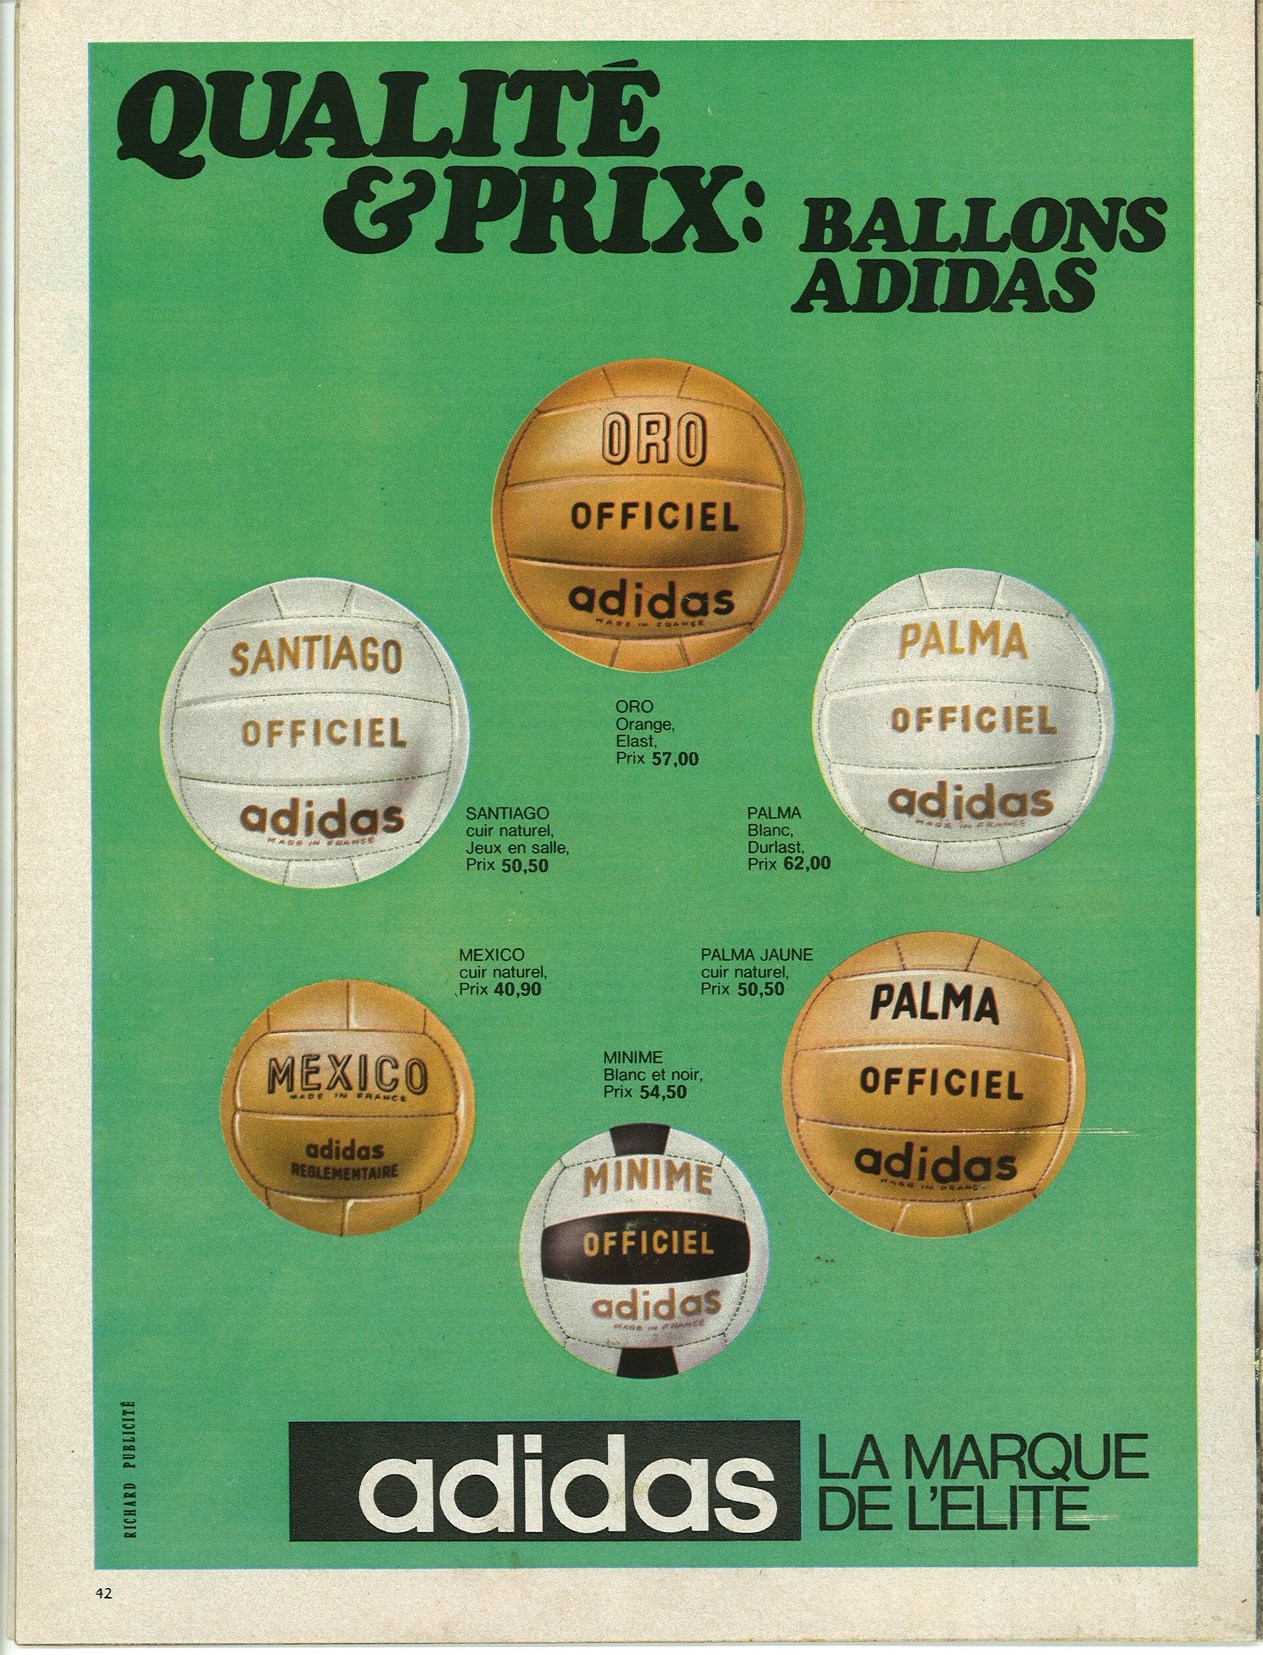 QUALITÉ
& PRIX:
BALLONS
ADIDAS
ORO
OFFICIEL
adidas
MADE IN FRANCE
SANTIAGO
OFFICIEL
adidas
MADE IN FRANCE
PALMA
OFFICIEL
adidas
MADE IN FRANCE
ORO
Orange,
Elast,
Prix 57,00
SANTIAGO
cuir naturel,
Jeux en salle,
Prix 50,50
PALMA
Blanc,
Durlast,
Prix 62,00
MEXICO
cuir naturel,
Prix 40,90
PALMA JAUNE
cuir naturel,
Prix 50,50
MEXICO
MADE IN FRANCE
adidas
REGLEMENTAIRE
PALMA
OFFICIEL
adidas
MADE IN FRANCE
MINIME
Blanc et noir,
Prix 54,50
MINIME
OFFICIEL
adidas
MADE IN FRANCE
RICHARD PUBLICITÉ
adidas
LA MARQUE
DE L'ELITE
42